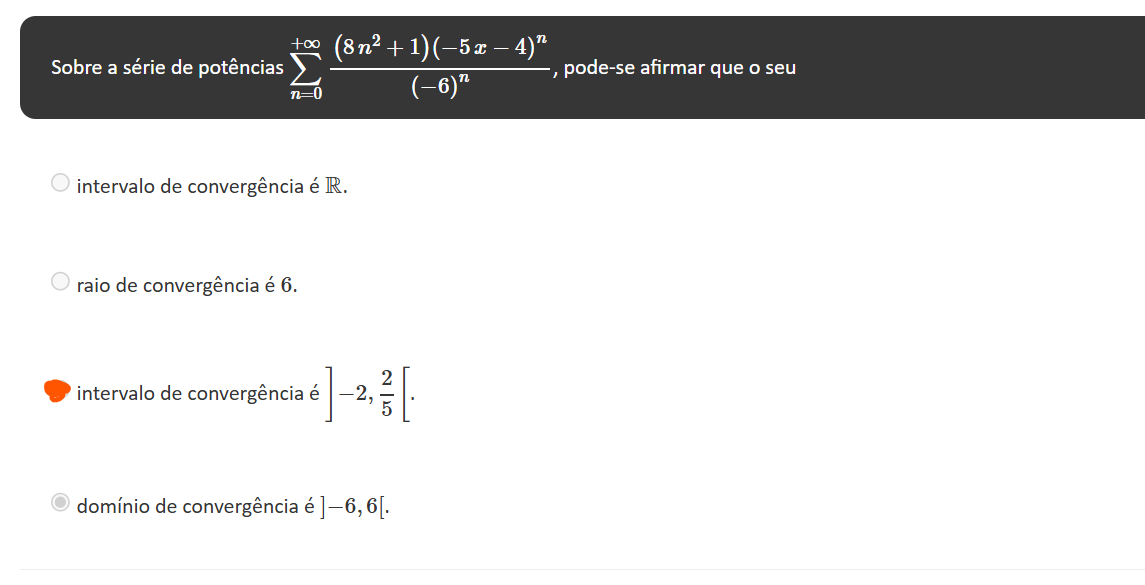 Sobre a série de potências $\sum_{n=0}^{+\infty} \frac{(8n^2+1)(-5x-4)^n}{(-6)^n}$, pode-se afirmar que o seu
intervalo de convergência é ℝ.
raio de convergência é 6.
intervalo de convergência é $\left]-2, \frac{2}{5}\right[$.
domínio de convergência é ]−6, 6[.